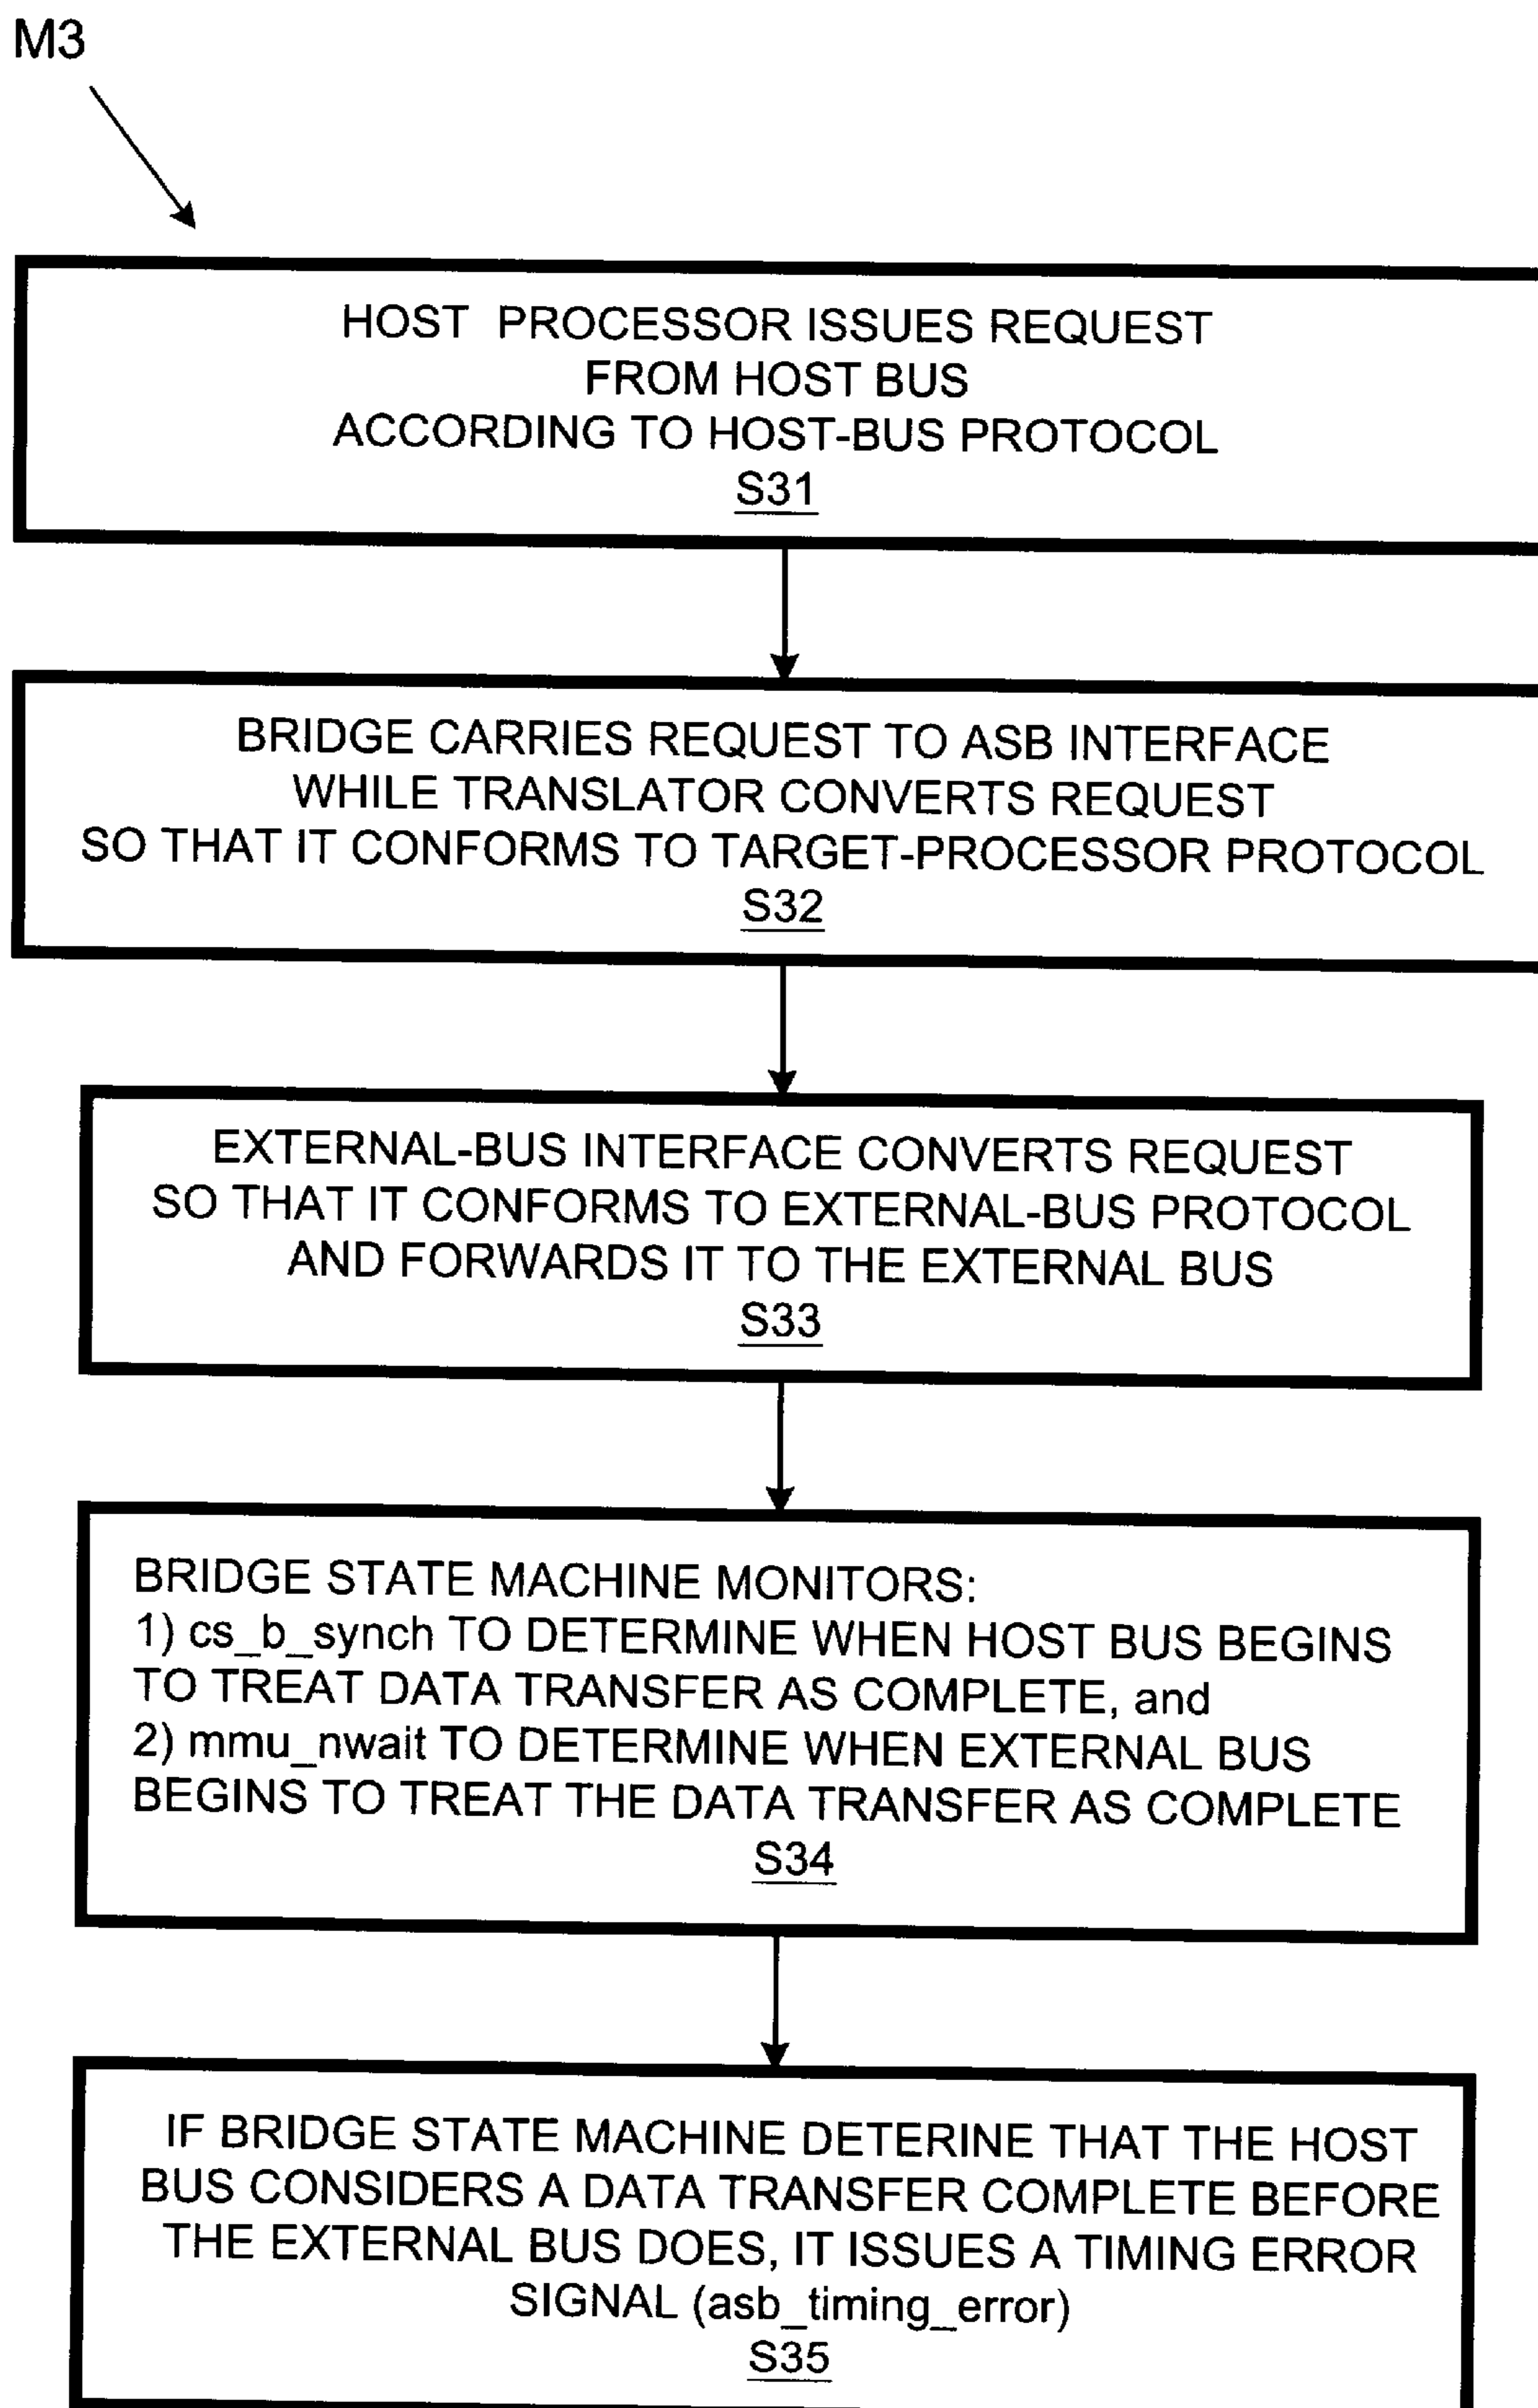 M3
HOST PROCESSOR ISSUES REQUEST
FROM HOST BUS
ACCORDING TO HOST-BUS PROTOCOL
S31
BRIDGE CARRIES REQUEST TO ASB INTERFACE
WHILE TRANSLATOR CONVERTS REQUEST
SO THAT IT CONFORMS TO TARGET-PROCESSOR PROTOCOL
S32
EXTERNAL-BUS INTERFACE CONVERTS REQUEST
SO THAT IT CONFORMS TO EXTERNAL-BUS PROTOCOL
AND FORWARDS IT TO THE EXTERNAL BUS
S33
BRIDGE STATE MACHINE MONITORS:
1) cs_b_synch TO DETERMINE WHEN HOST BUS BEGINS
TO TREAT DATA TRANSFER AS COMPLETE, and
2) mmu_nwait TO DETERMINE WHEN EXTERNAL BUS
BEGINS TO TREAT THE DATA TRANSFER AS COMPLETE
S34
IF BRIDGE STATE MACHINE DETERINE THAT THE HOST
BUS CONSIDERS A DATA TRANSFER COMPLETE BEFORE
THE EXTERNAL BUS DOES, IT ISSUES A TIMING ERROR
SIGNAL (asb_timing_error)
S35